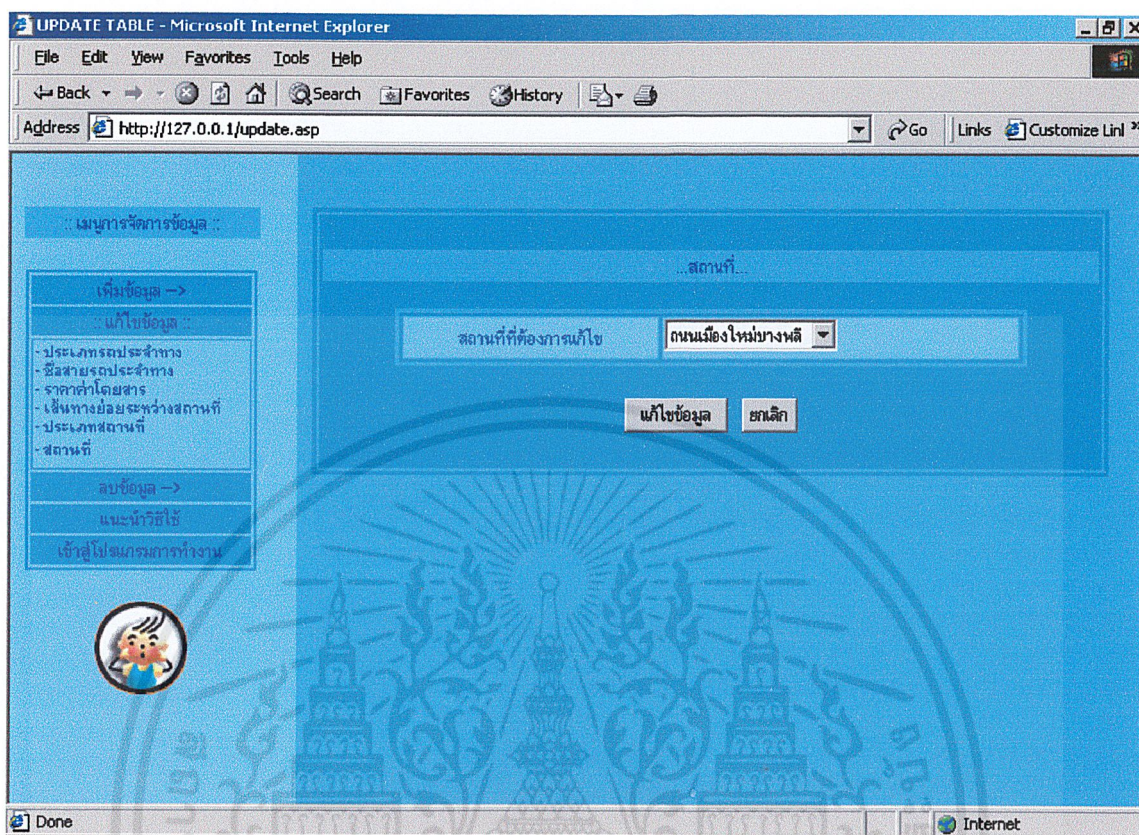 UPDATE TABLE - Microsoft Internet Explorer
File Edit View Favorites Tools Help
Back Search Favorites History
Address http://127.0.0.1/update.asp Go Links Customize Linl »
:: เมนูการจัดการข้อมูล ::
เพิ่มข้อมูล -->
:: แก้ไขข้อมูล ::
- ประเภทรถประจำทาง
- ชื่อสายรถประจำทาง
- ราคาค่าโดยสาร
- เส้นทางย่อยระหว่างสถานที่
- ประเภทสถานที่
- สถานที่
ลบข้อมูล -->
แนะนำวิธีใช้
เข้าสู่โปรแกรมการทำงาน
...สถานที่...
สถานที่ที่ต้องการแก้ไข ถนนเมืองใหม่บางพลี
แก้ไขข้อมูล ยกเลิก
Done Internet